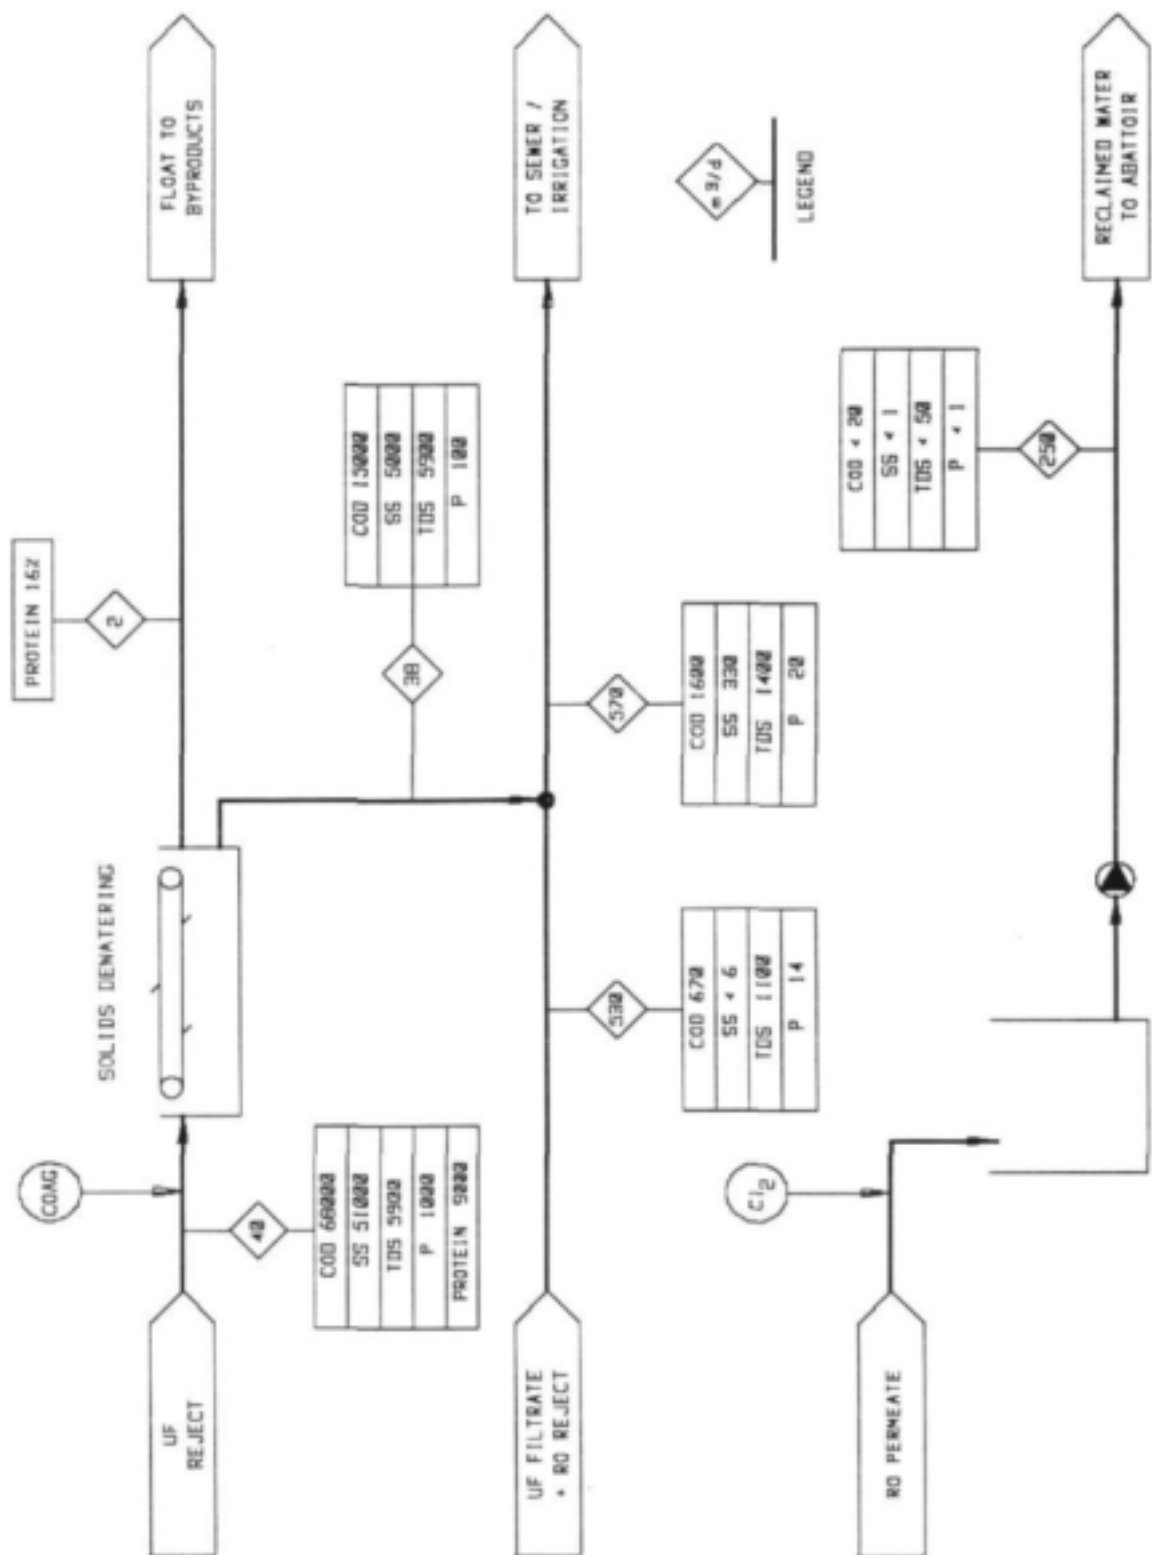 UF
REJECT
COAG
40
COD 68000
SS 51000
TDS 5900
P 1000
PROTEIN 9000
SOLIDS DEWATERING
PROTEIN 16%
2
FLOAT TO
BYPRODUCTS
38
COD 13000
SS 5000
TDS 5900
P 100
UF FILTRATE
+ RO REJECT
530
COD 670
SS < 6
TDS 1100
P 14
570
COD 1600
SS 330
TDS 1400
P 20
TO SEWER /
IRRIGATION
LEGEND
RO PERMEATE
Cl2
250
COD < 20
SS < 1
TDS < 50
P < 1
RECLAIMED WATER
TO ABATTOIR